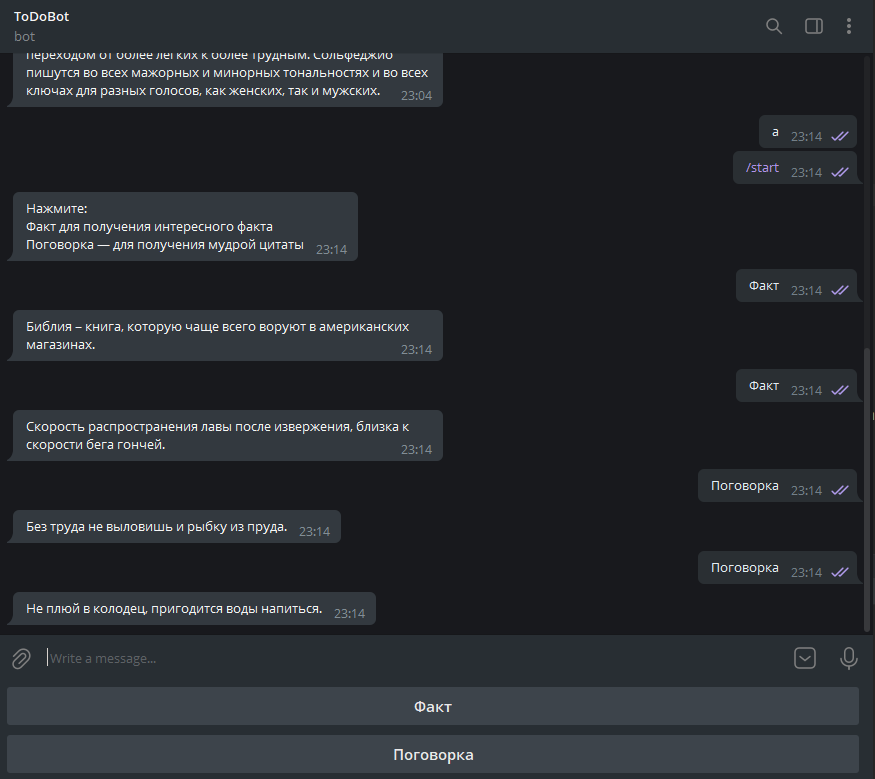 ToDoBot
bot
переходом от более легких к более трудным. Сольфеджио
пишутся во всех мажорных и минорных тональностях и во всех
ключах для разных голосов, как женских, так и мужских. 23:04
а 23:14
/start 23:14
Нажмите:
Факт для получения интересного факта
Поговорка — для получения мудрой цитаты 23:14
Факт 23:14
Библия – книга, которую чаще всего воруют в американских
магазинах. 23:14
Факт 23:14
Скорость распространения лавы после извержения, близка к
скорости бега гончей. 23:14
Поговорка 23:14
Без труда не выловишь и рыбку из пруда. 23:14
Поговорка 23:14
Не плюй в колодец, пригодится воды напиться. 23:14
Write a message...
Факт
Поговорка